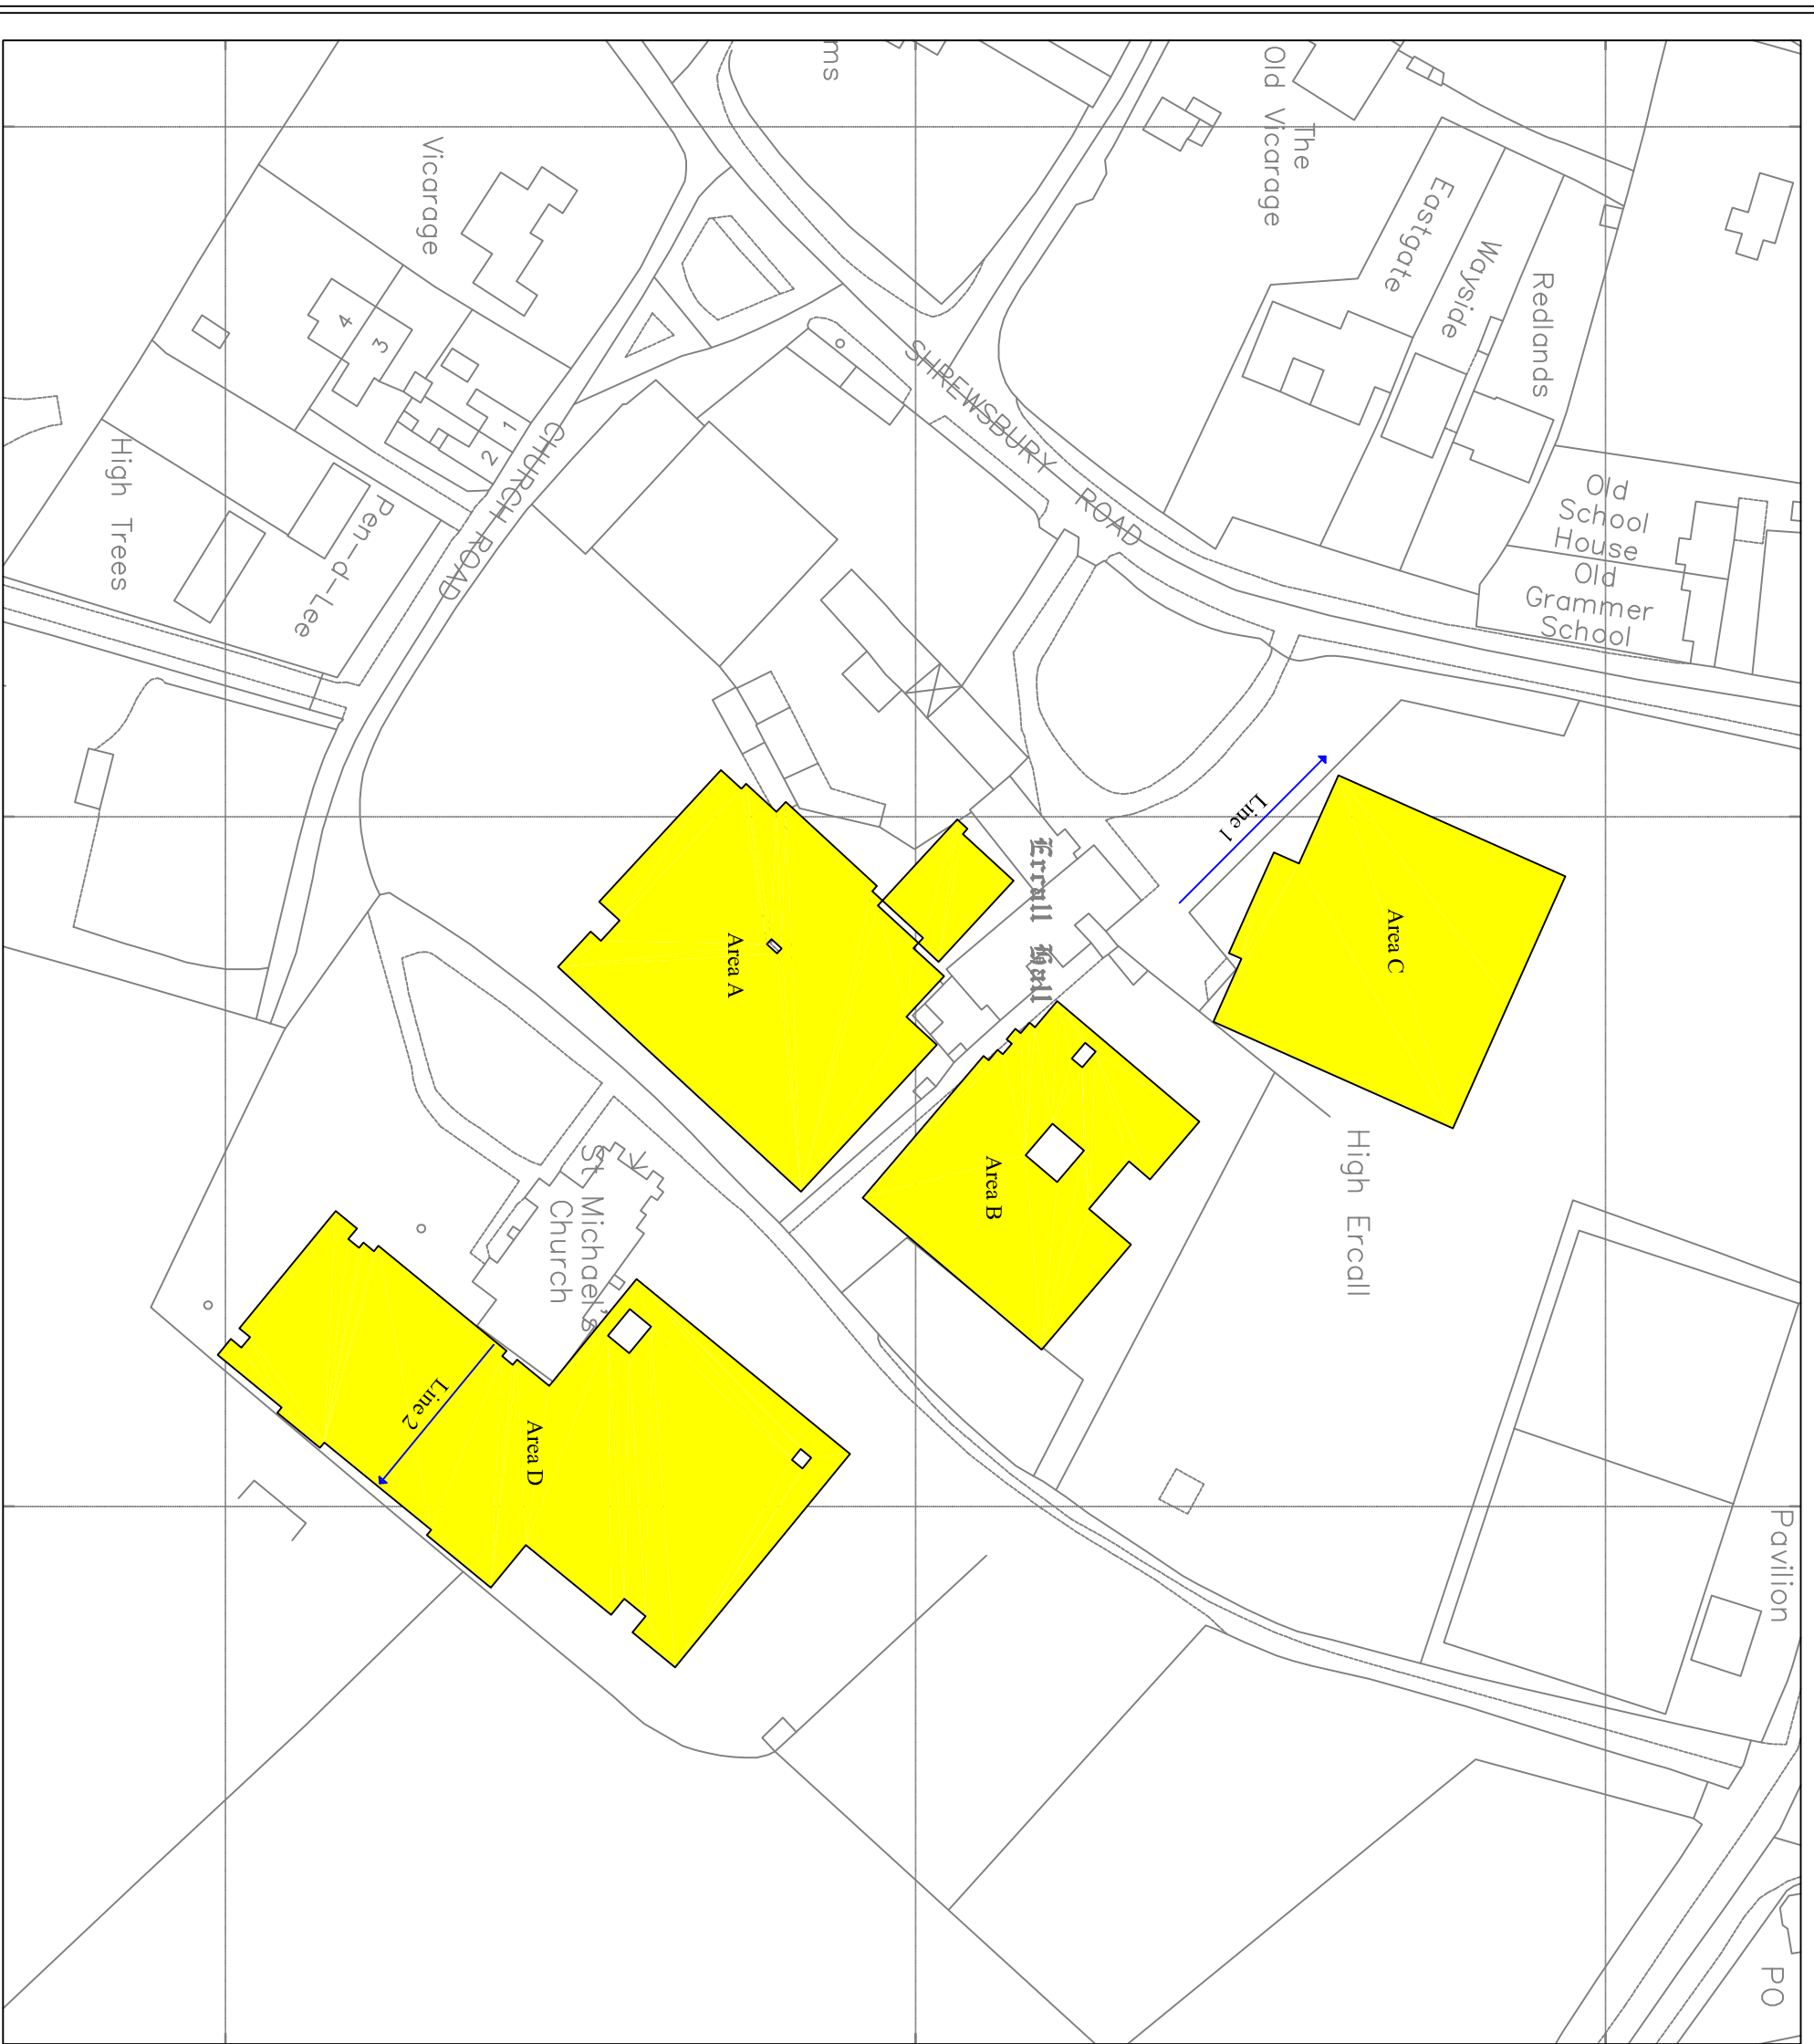 ms
The
Old Vicarage
Vicarage
Eastgate
Wayside
Redlands
4
3
1
2
SHREWSBURY ROAD
CHURCH ROAD
High Trees
Pen-d-Lee
Old
School
House
Old
Grammer
School
Line 1
Ercall Hall
Area A
Area C
Area B
High Ercall
St Michael's
Church
Line 2
Area D
Pavilion
PO